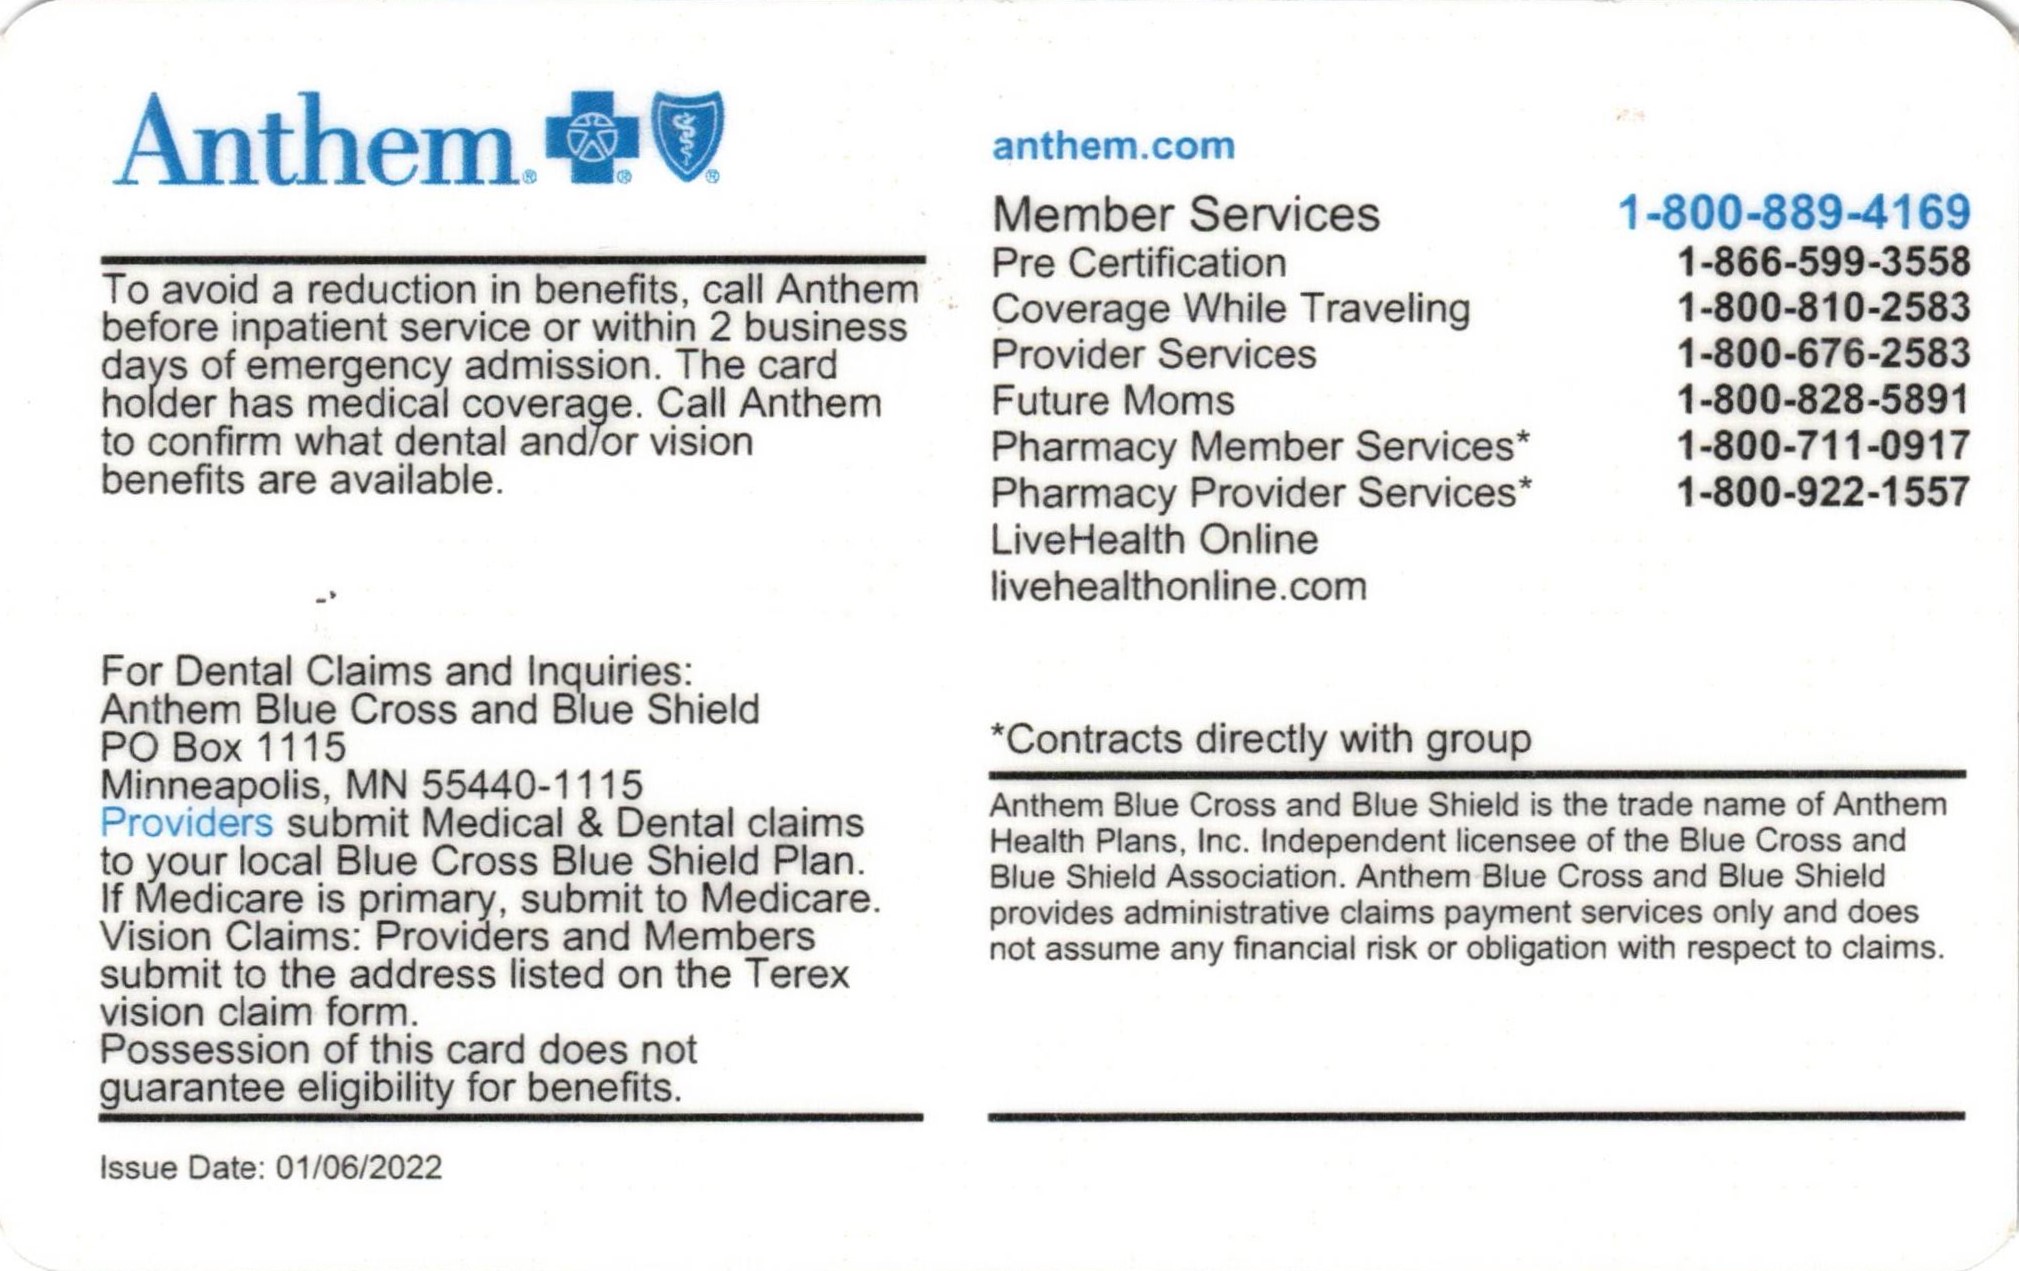 Anthem.® ® ®
To avoid a reduction in benefits, call Anthem
before inpatient service or within 2 business
days of emergency admission. The card
holder has medical coverage. Call Anthem
to confirm what dental and/or vision
benefits are available.
For Dental Claims and Inquiries:
Anthem Blue Cross and Blue Shield
PO Box 1115
Minneapolis, MN 55440-1115
Providers submit Medical & Dental claims
to your local Blue Cross Blue Shield Plan.
If Medicare is primary, submit to Medicare.
Vision Claims: Providers and Members
submit to the address listed on the Terex
vision claim form.
Possession of this card does not
guarantee eligibility for benefits.
Issue Date: 01/06/2022
anthem.com
Member Services 1-800-889-4169
Pre Certification 1-866-599-3558
Coverage While Traveling 1-800-810-2583
Provider Services 1-800-676-2583
Future Moms 1-800-828-5891
Pharmacy Member Services* 1-800-711-0917
Pharmacy Provider Services* 1-800-922-1557
LiveHealth Online
livehealthonline.com
*Contracts directly with group
Anthem Blue Cross and Blue Shield is the trade name of Anthem
Health Plans, Inc. Independent licensee of the Blue Cross and
Blue Shield Association. Anthem Blue Cross and Blue Shield
provides administrative claims payment services only and does
not assume any financial risk or obligation with respect to claims.